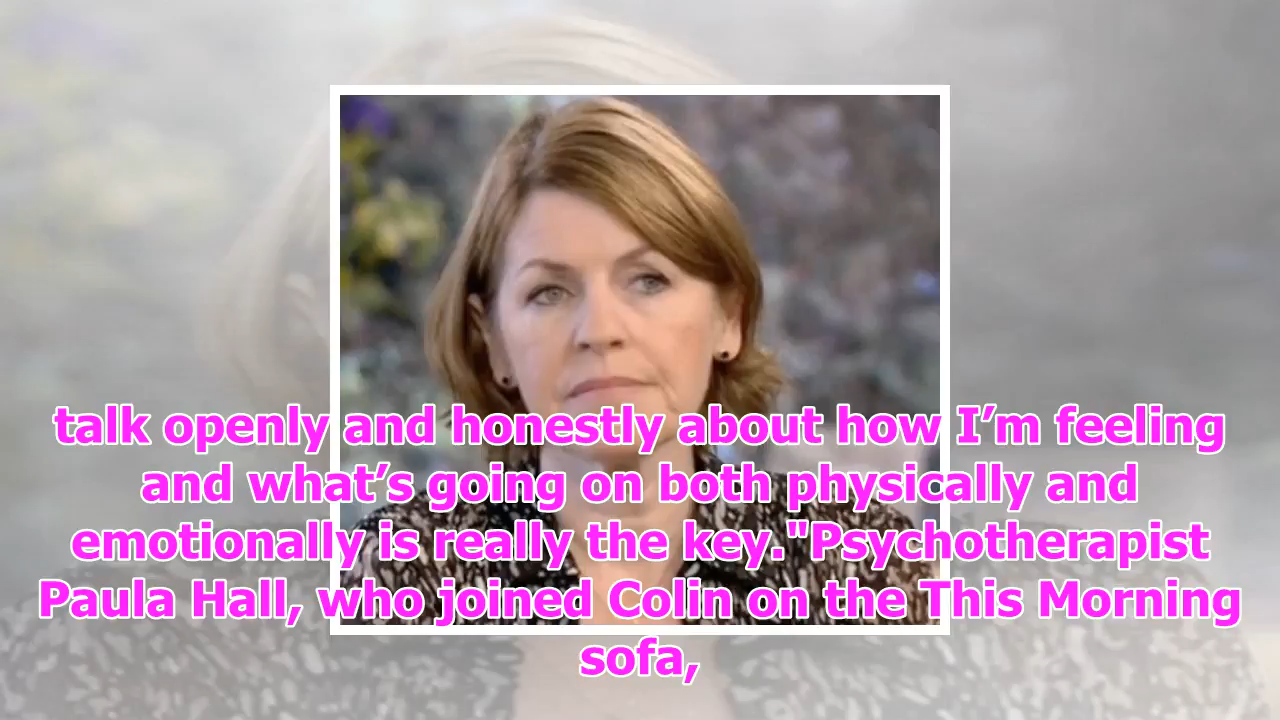 talk openly and honestly about how I’m feeling
and what’s going on both physically and
emotionally is really the key."Psychotherapist
Paula Hall, who joined Colin on the This Morning
sofa,